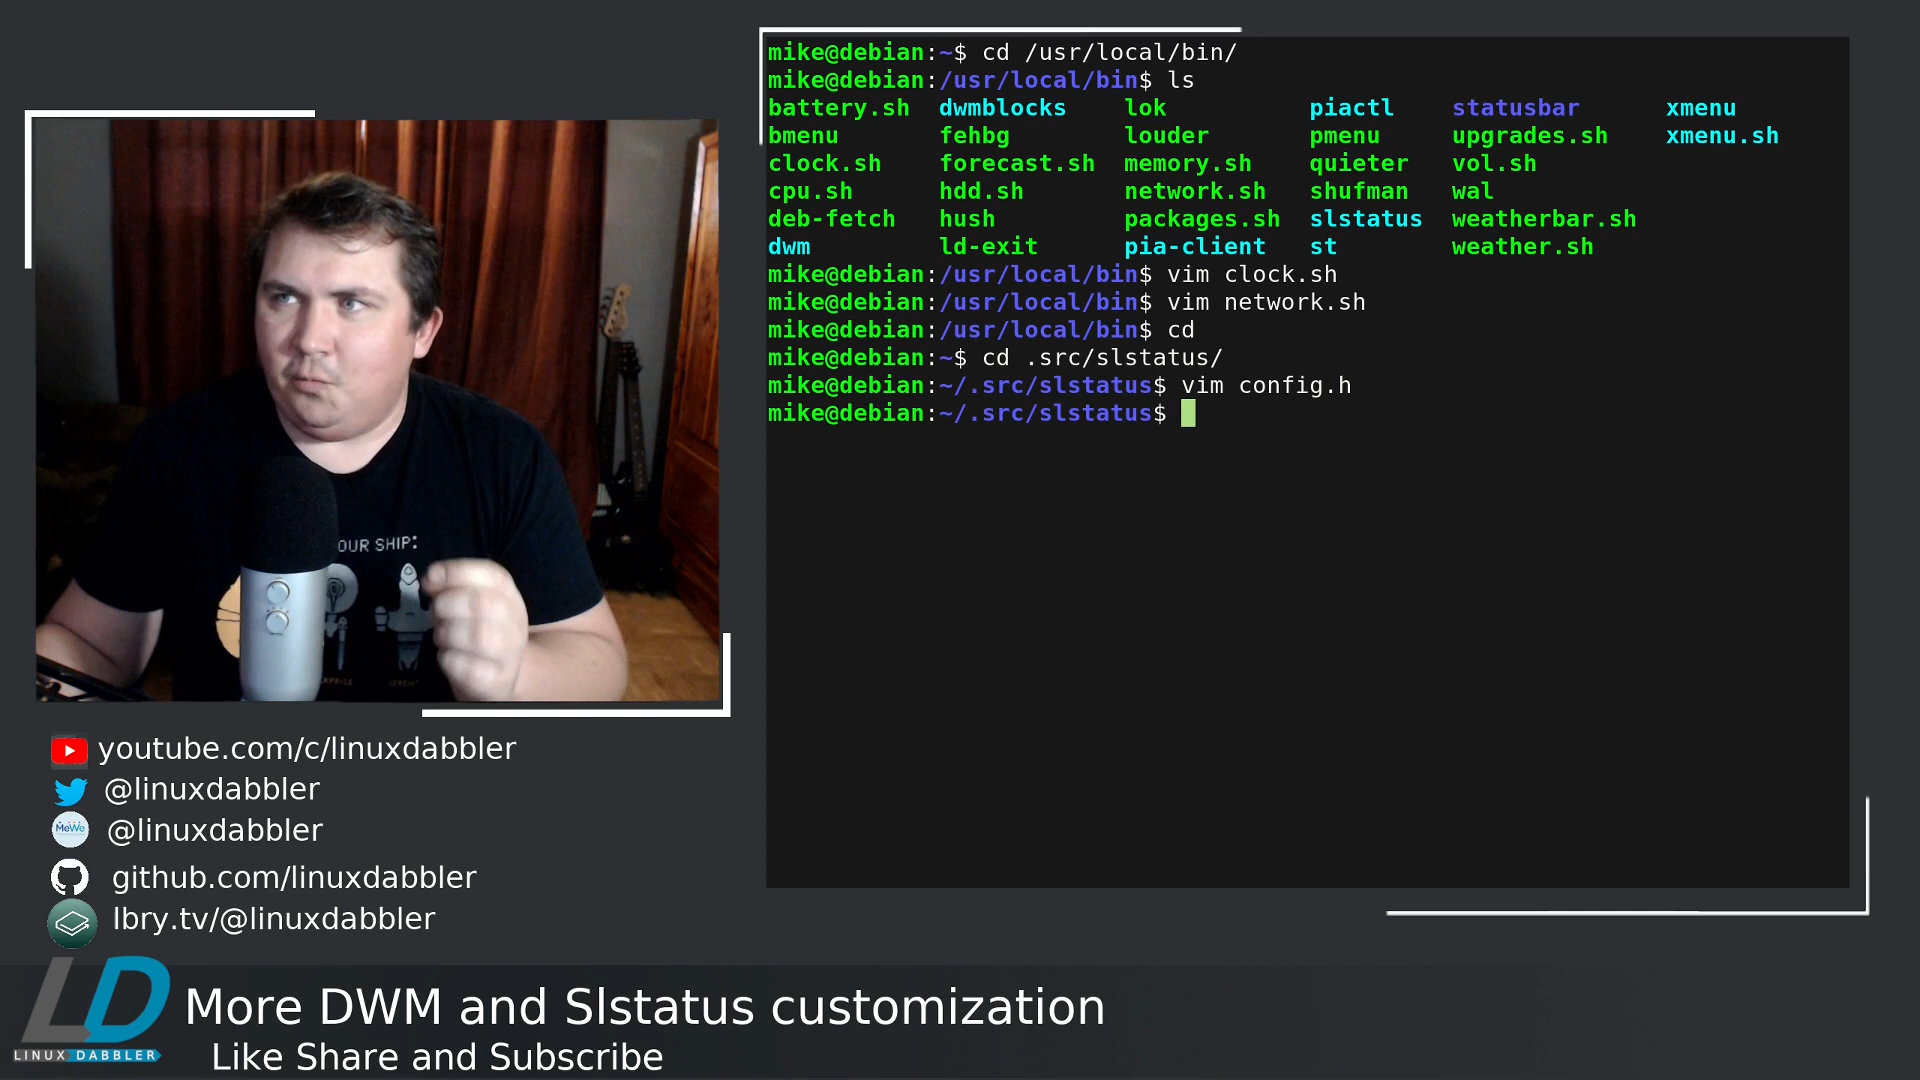 mike@debian:~$ cd /usr/local/bin/
mike@debian:/usr/local/bin$ ls
battery.sh dwmblocks lok piactl statusbar xmenu
bmenu fehbg louder pmenu upgrades.sh xmenu.sh
clock.sh forecast.sh memory.sh quieter vol.sh
cpu.sh hdd.sh network.sh shufman wal
deb-fetch hush packages.sh slstatus weatherbar.sh
dwm ld-exit pia-client st weather.sh
mike@debian:/usr/local/bin$ vim clock.sh
mike@debian:/usr/local/bin$ vim network.sh
mike@debian:/usr/local/bin$ cd
mike@debian:~$ cd .src/slstatus/
mike@debian:~/.src/slstatus$ vim config.h
mike@debian:~/.src/slstatus$
OUR SHIP:
youtube.com/c/linuxdabbler
@linuxdabbler
MeWe
@linuxdabbler
github.com/linuxdabbler
lbry.tv/@linuxdabbler
LD
LINUX DABBLER
More DWM and Slstatus customization
Like Share and Subscribe